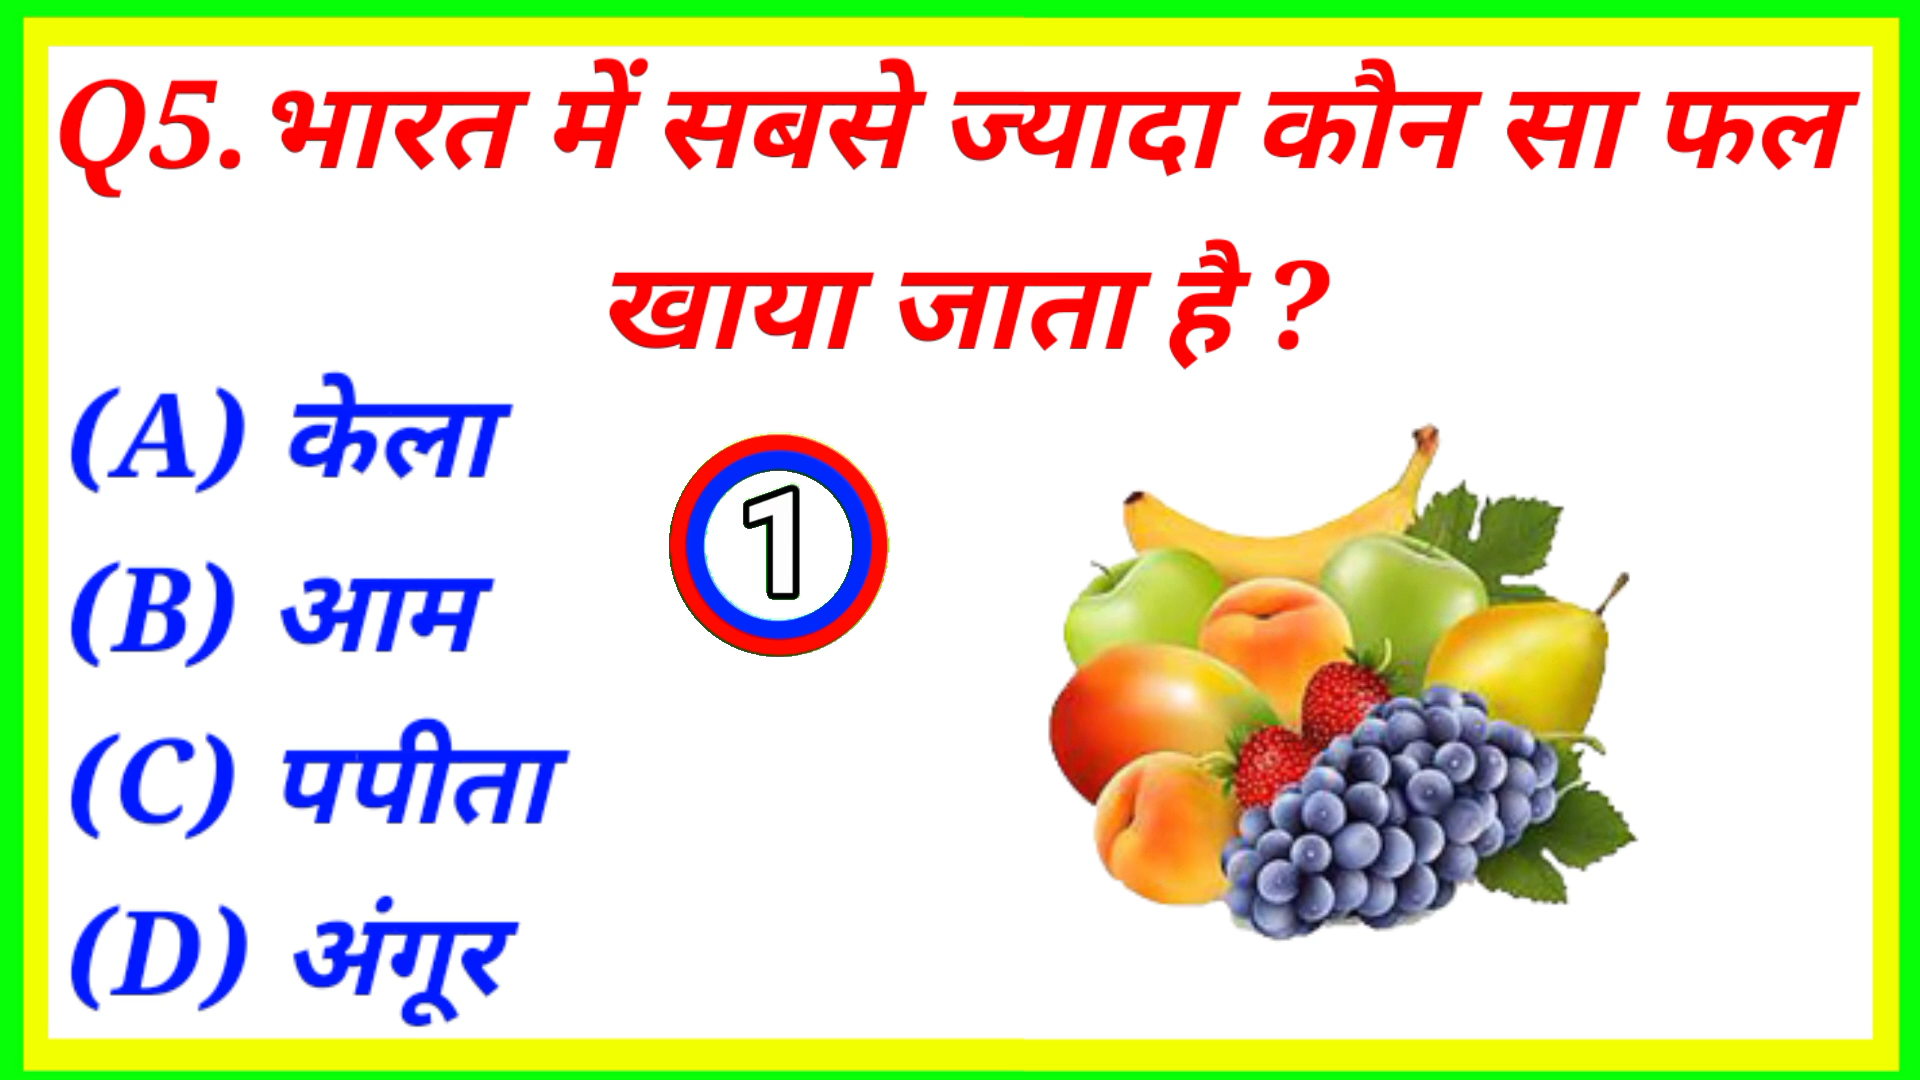 Q5. भारत में सबसे ज्यादा कौन सा फल
खाया जाता है ?
(A) केला
(B) आम
(C) पपीता
(D) अंगूर
1